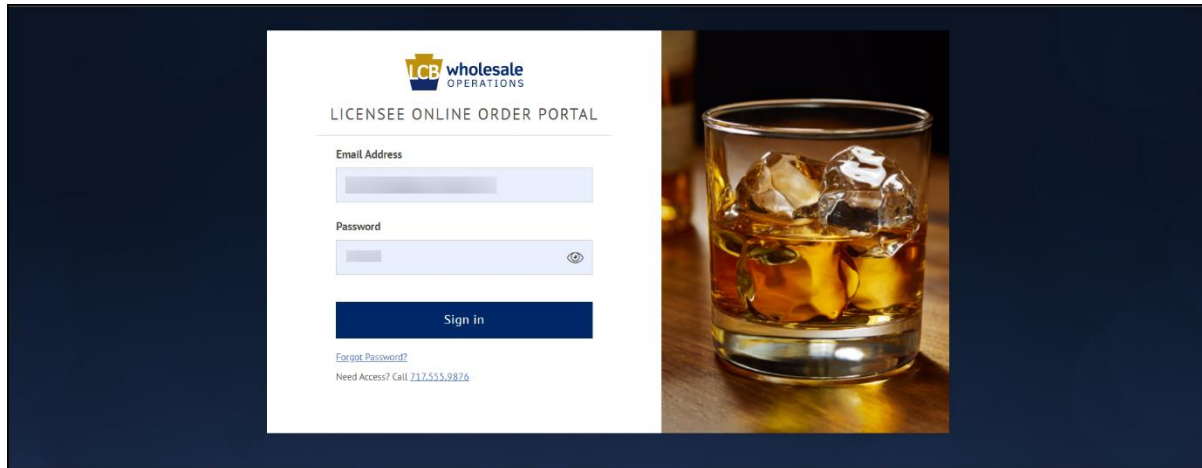 LCB wholesale
OPERATIONS
LICENSEE ONLINE ORDER PORTAL
Email Address
Password
Sign in
Forgot Password?
Need Access? Call 717.555.9876